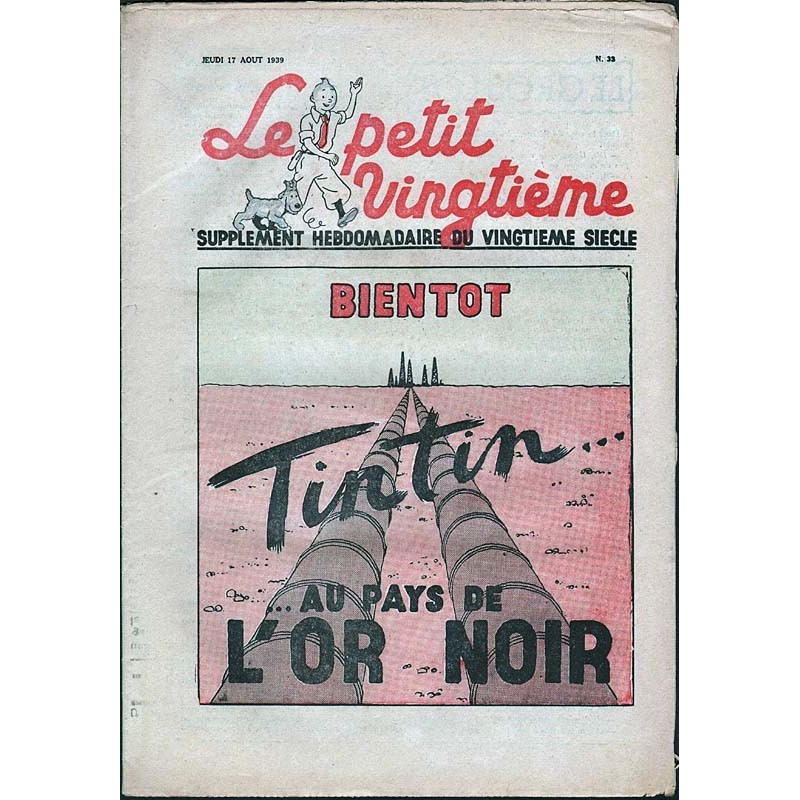 JEUDI 17 AOUT 1939
N. 33
Le petit
vingtième
SUPPLEMENT HEBDOMADAIRE DU VINGTIEME SIECLE
BIENTOT
Tintin...
...AU PAYS DE
L'OR NOIR